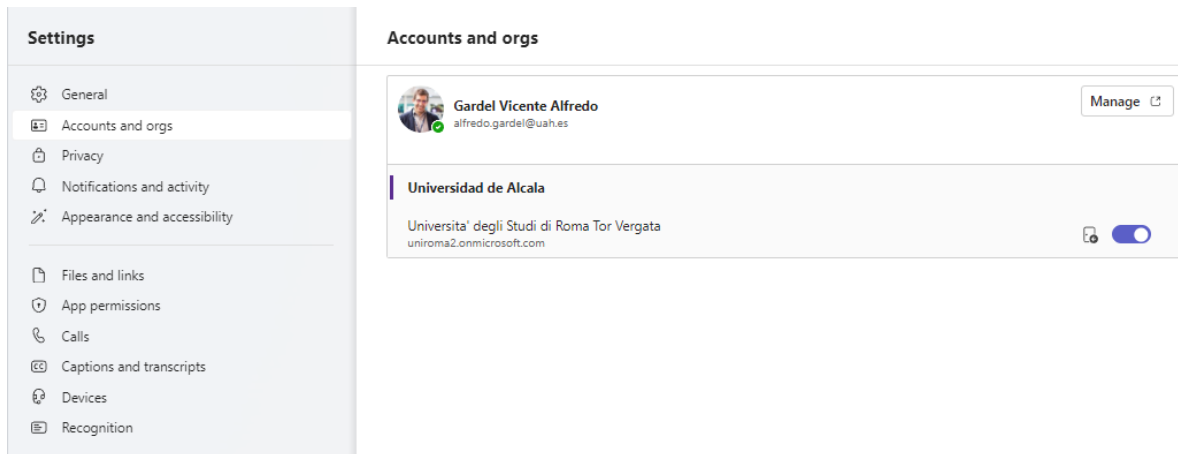 Settings
General
Accounts and orgs
Privacy
Notifications and activity
Appearance and accessibility
Files and links
App permissions
Calls
CC
Captions and transcripts
Devices
Recognition
Accounts and orgs
Gardel Vicente Alfredo
alfredo.gardel@uah.es
Manage
Universidad de Alcala
Universita' degli Studi di Roma Tor Vergata
uniroma2.onmicrosoft.com